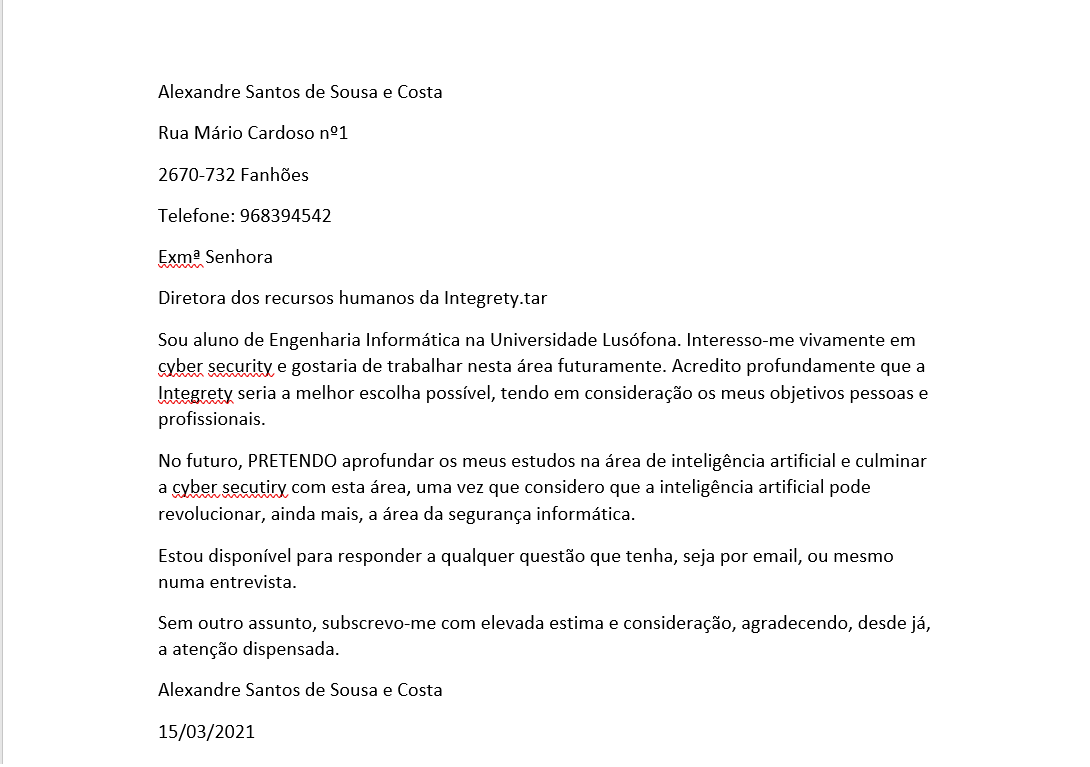 Alexandre Santos de Sousa e Costa
Rua Mário Cardoso nº1
2670-732 Fanhões
Telefone: 968394542
Exmª Senhora
Diretora dos recursos humanos da Integrety.tar
Sou aluno de Engenharia Informática na Universidade Lusófona. Interesso-me vivamente em
cyber security e gostaria de trabalhar nesta área futuramente. Acredito profundamente que a
Integrety seria a melhor escolha possível, tendo em consideração os meus objetivos pessoas e
profissionais.
No futuro, PRETENDO aprofundar os meus estudos na área de inteligência artificial e culminar
a cyber secutiry com esta área, uma vez que considero que a inteligência artificial pode
revolucionar, ainda mais, a área da segurança informática.
Estou disponível para responder a qualquer questão que tenha, seja por email, ou mesmo
numa entrevista.
Sem outro assunto, subscrevo-me com elevada estima e consideração, agradecendo, desde já,
a atenção dispensada.
Alexandre Santos de Sousa e Costa
15/03/2021